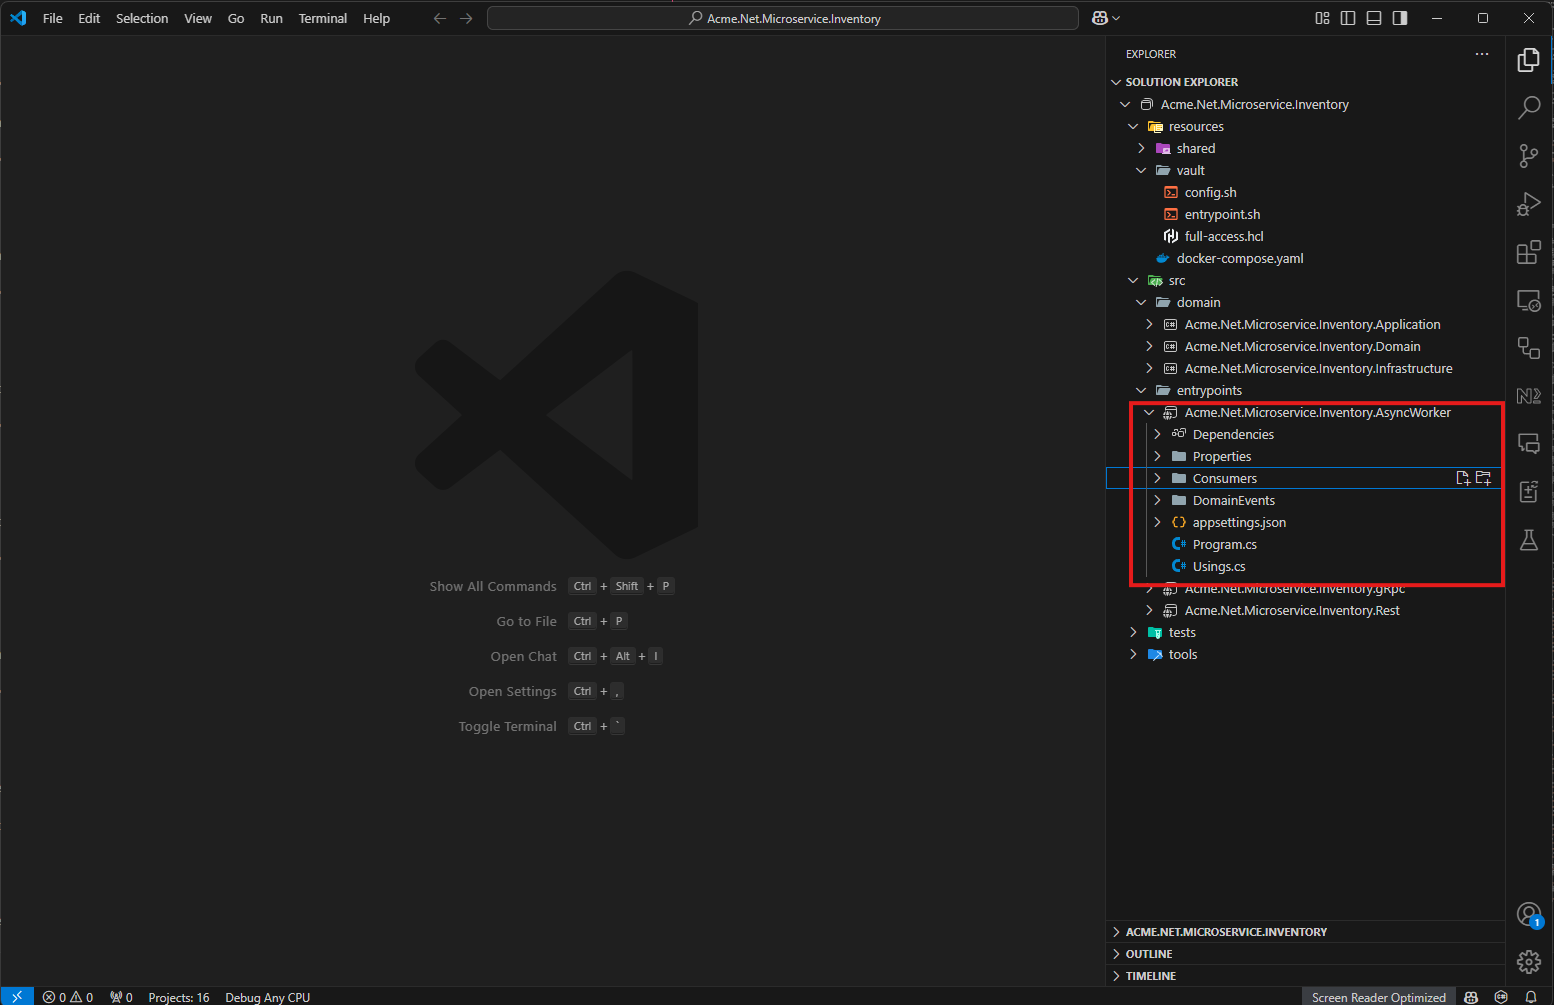 File Edit Selection View Go Run Terminal Help
Acme.Net.Microservice.Inventory
EXPLORER
SOLUTION EXPLORER
Acme.Net.Microservice.Inventory
resources
shared
vault
config.sh
entrypoint.sh
full-access.hcl
docker-compose.yaml
src
domain
Acme.Net.Microservice.Inventory.Application
Acme.Net.Microservice.Inventory.Domain
Acme.Net.Microservice.Inventory.Infrastructure
entrypoints
Acme.Net.Microservice.Inventory.AsyncWorker
Dependencies
Properties
Consumers
DomainEvents
appsettings.json
Program.cs
Usings.cs
Acme.Net.Microservice.Inventory.gRpc
Acme.Net.Microservice.Inventory.Rest
tests
tools
Show All Commands Ctrl + Shift + P
Go to File Ctrl + P
Open Chat Ctrl + Alt + I
Open Settings Ctrl + ,
Toggle Terminal Ctrl + `
ACME.NET.MICROSERVICE.INVENTORY
OUTLINE
TIMELINE
1
0 0 0 Projects: 16 Debug Any CPU Screen Reader Optimized